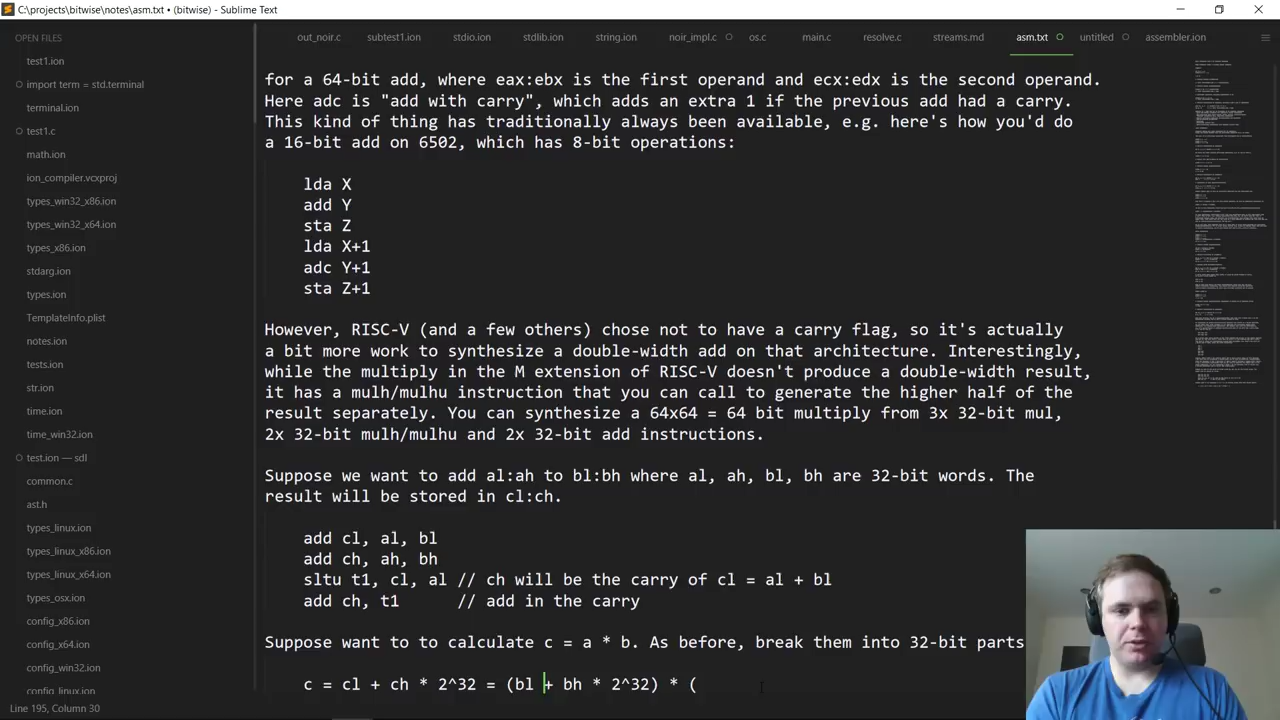 C:\projects\bitwise\notes\asm.txt • (bitwise) - Sublime Text
OPEN FILES
test1.ion
import term = std.terminal
terminal.ion
test1.c
math.ion
ion_compiler.vcxproj
types_win32_x86.ion
types_win32_x64.ion
types_x86.ion
stdarg.ion
types.ion
TemplateInfo.plist
notes.ion
tests.ion
str.ion
time.ion
time_win32.ion
test.ion — sdl
common.c
ast.h
types_linux.ion
types_linux_x86.ion
types_linux_x64.ion
types_osx.ion
config_x86.ion
config_x64.ion
config_win32.ion
config_linux.ion
out_noir.c subtest1.ion stdio.ion stdlib.ion string.ion noir_impl.c os.c main.c resolve.c streams.md asm.txt untitled assembler.ion
for a 64-bit add, where eax:ebx is the first operand and ecx:edx is the second operand.
Here adc is "add with carry", which adds an extra 1 if the previous add had a carry.
This kind of thing has traditionally always been available, e.g. here's how you'd do
a 16-bit add on 6502, which has 8-bit operations:
lda X
add Y
sta Z
lda X+1
adc Y+1
sta Z+1
However, RISC-V (and a few others) chose not to have a carry flag, so it's actually
a bit more work to synthesize a double-width add on the architecture. Interestingly,
while the multiply in the M extension of RISC-V doesn't produce a double-width result,
it has a mulh/mulhu instruction that you can call to generate the higher half of the
result separately. You can synthesize a 64x64 = 64 bit multiply from 3x 32-bit mul,
2x 32-bit mulh/mulhu and 2x 32-bit add instructions.
Suppose we want to add al:ah to bl:bh where al, ah, bl, bh are 32-bit words. The
result will be stored in cl:ch.
add cl, al, bl
add ch, ah, bh
sltu t1, cl, al // ch will be the carry of cl = al + bl
add ch, t1 // add in the carry
Suppose want to to calculate c = a * b. As before, break them into 32-bit parts
c = cl + ch * 2^32 = (bl + bh * 2^32) * (
Line 195, Column 30